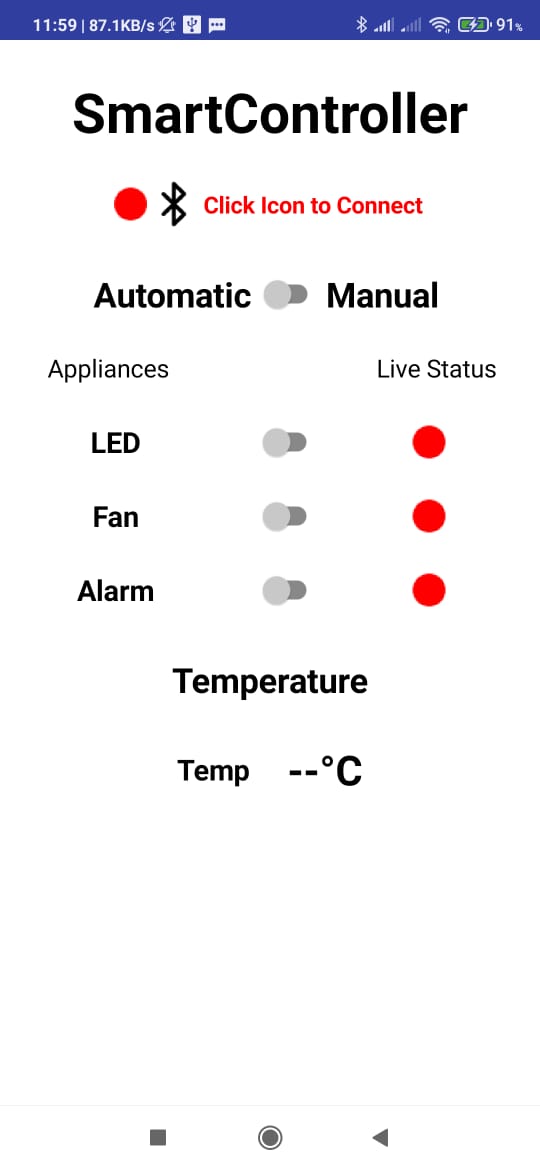 11:59 | 87.1KB/s 91%
SmartController
Click Icon to Connect
Automatic Manual
Appliances Live Status
LED
Fan
Alarm
Temperature
Temp --°C